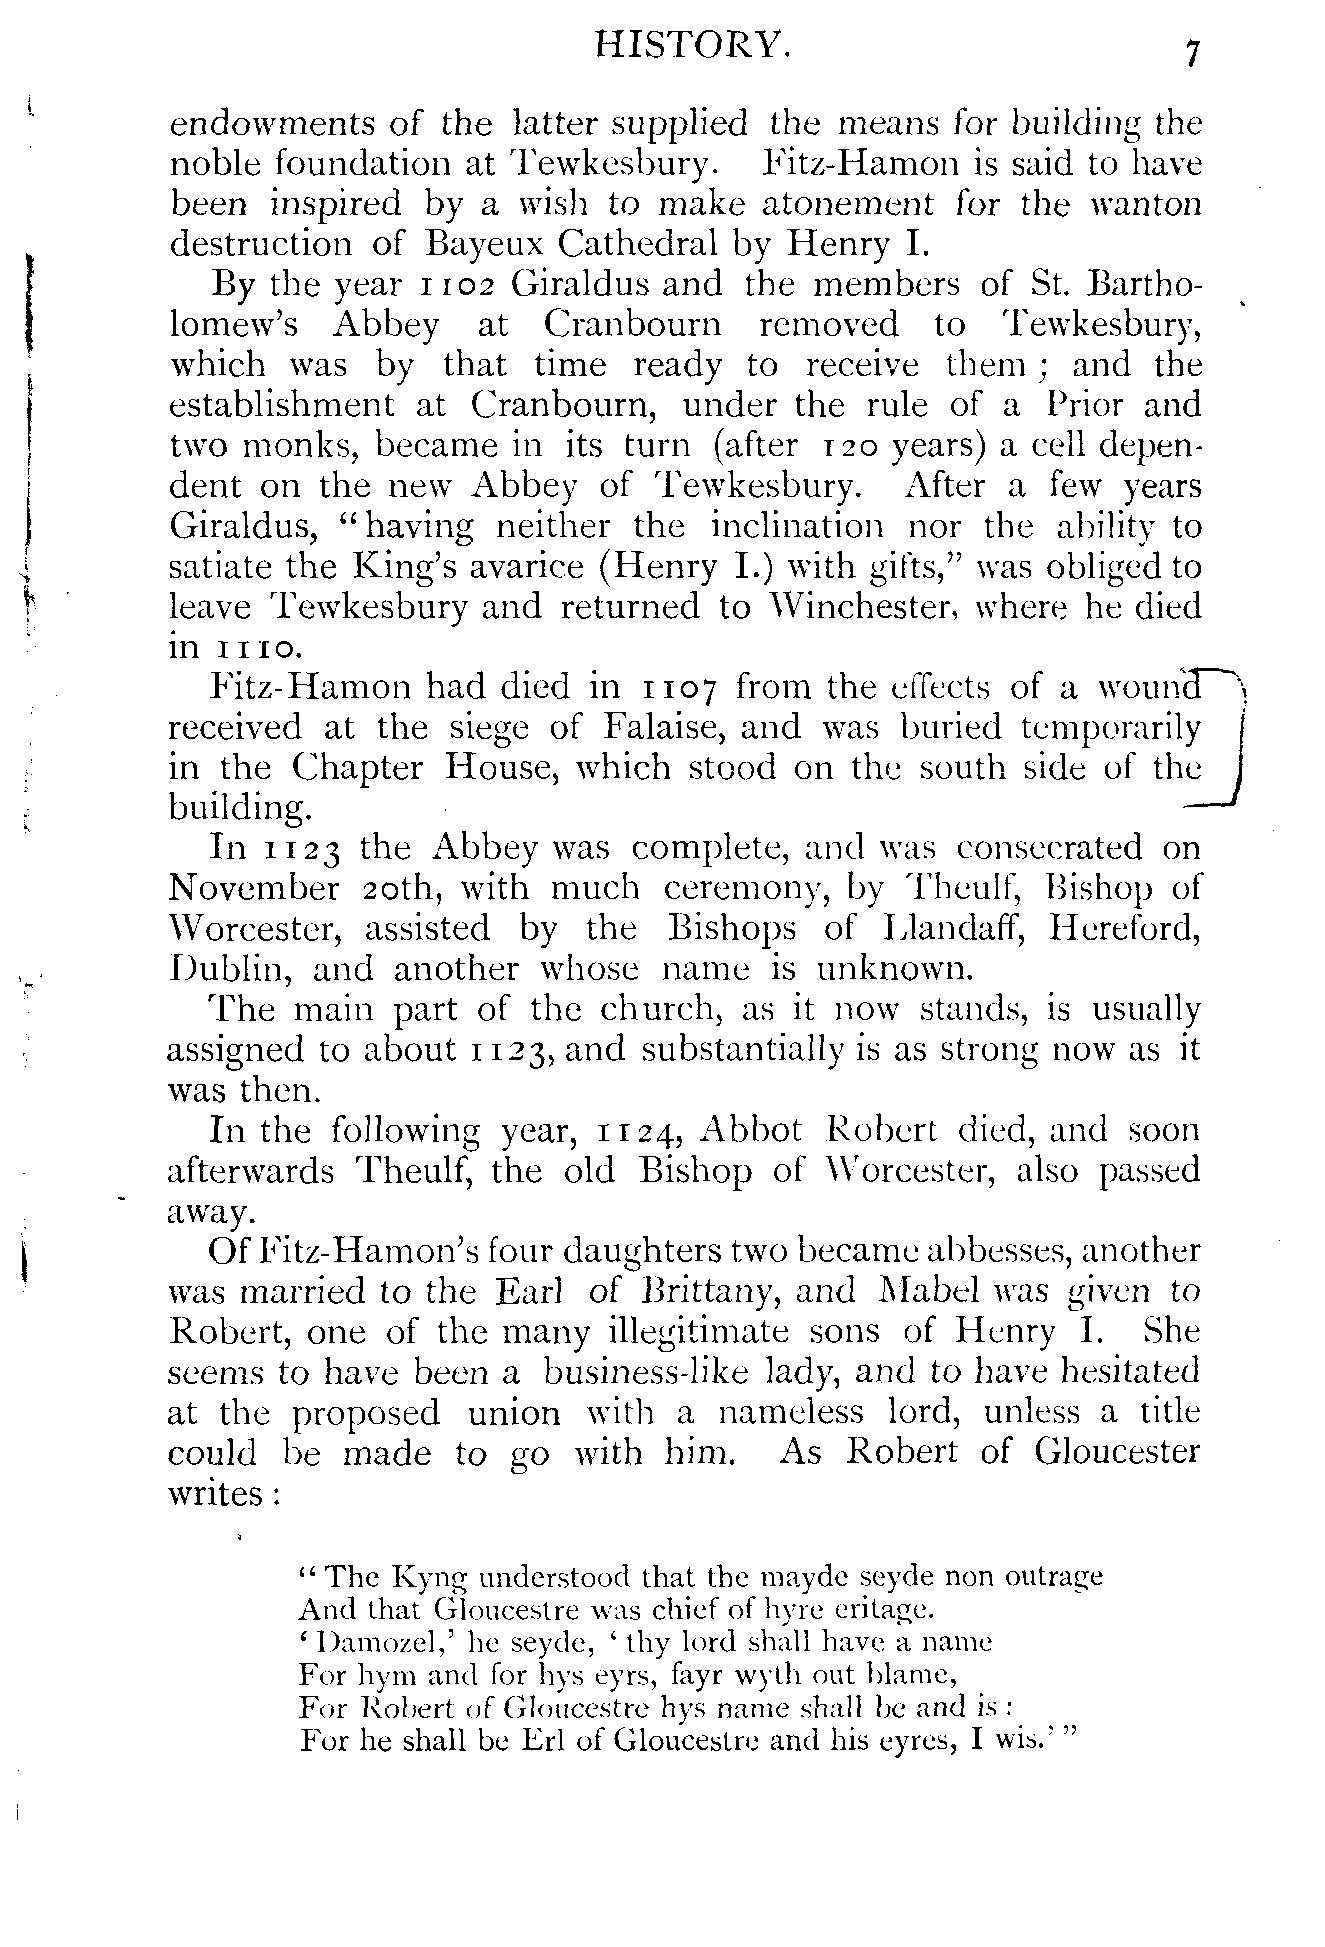 HISTORY. 7
endowments of the latter supplied the means for building the
noble foundation at Tewkesbury. Fitz-Hamon is said to have
been inspired by a wish to make atonement for the wanton
destruction of Bayeux Cathedral by Henry I.
By the year 1102 Giraldus and the members of St. Bartho-
lomew's Abbey at Cranbourn removed to Tewkesbury,
which was by that time ready to receive them; and the
establishment at Cranbourn, under the rule of a Prior and
two monks, became in its turn (after 120 years) a cell depen-
dent on the new Abbey of Tewkesbury. After a few years
Giraldus, "having neither the inclination nor the ability to
satiate the King's avarice (Henry I.) with gifts," was obliged to
leave Tewkesbury and returned to Winchester, where he died
in 1110.
Fitz-Hamon had died in 1107 from the effects of a wound
received at the siege of Falaise, and was buried temporarily
in the Chapter House, which stood on the south side of the
building.
In 1123 the Abbey was complete, and was consecrated on
November 20th, with much ceremony, by Theulf, Bishop of
Worcester, assisted by the Bishops of Llandaff, Hereford,
Dublin, and another whose name is unknown.
The main part of the church, as it now stands, is usually
assigned to about 1123, and substantially is as strong now as it
was then.
In the following year, 1124, Abbot Robert died, and soon
afterwards Theulf, the old Bishop of Worcester, also passed
away.
Of Fitz-Hamon's four daughters two became abbesses, another
was married to the Earl of Brittany, and Mabel was given to
Robert, one of the many illegitimate sons of Henry I. She
seems to have been a business-like lady, and to have hesitated
at the proposed union with a nameless lord, unless a title
could be made to go with him. As Robert of Gloucester
writes:
"The Kyng understood that the mayde seyde non outrage
And that Gloucestre was chief of hyre eritage.
'Damozel,' he seyde, 'thy lord shall have a name
For hym and for hys eyrs, fayr wyth out blame,
For Robert of Gloucestre hys name shall be and is:
For he shall be Erl of Gloucestre and his eyres, I wis.'"